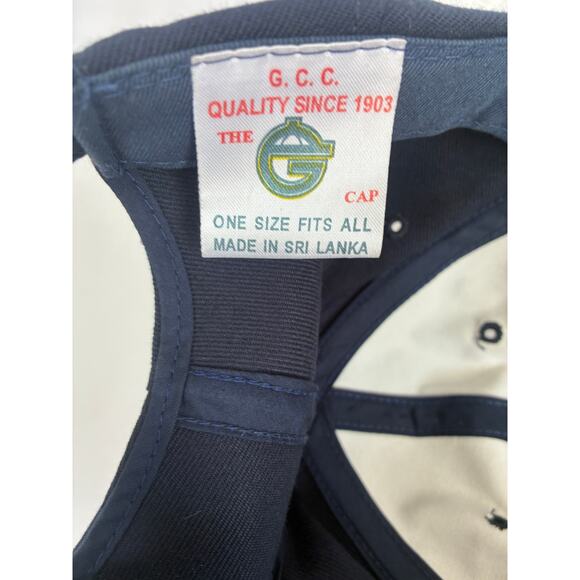 G. C. C.
QUALITY SINCE 1903
THE G CAP
ONE SIZE FITS ALL
MADE IN SRI LANKA